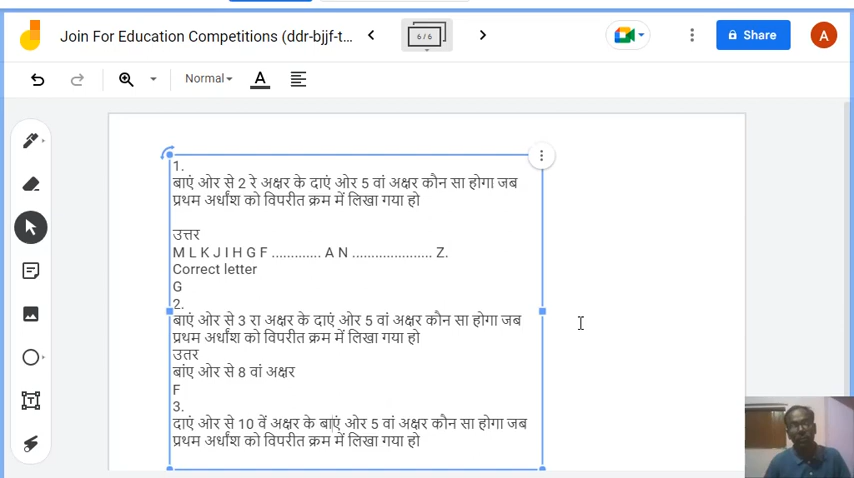 Join For Education Competitions (ddr-bjjf-t...
6 / 6
Share
A
Normal
A
1.
बाएं ओर से 2 रे अक्षर के दाएं ओर 5 वां अक्षर कौन सा होगा जब
प्रथम अर्धांश को विपरीत क्रम में लिखा गया हो
उत्तर
M L K J I H G F ............. A N ...................... Z.
Correct letter
G
2.
बाएं ओर से 3 रा अक्षर के दाएं ओर 5 वां अक्षर कौन सा होगा जब
प्रथम अर्धांश को विपरीत क्रम में लिखा गया हो
उतर
बांए ओर से 8 वां अक्षर
F
3.
दाएं ओर से 10 वें अक्षर के बाएं ओर 5 वां अक्षर कौन सा होगा जब
प्रथम अर्धांश को विपरीत क्रम में लिखा गया हो